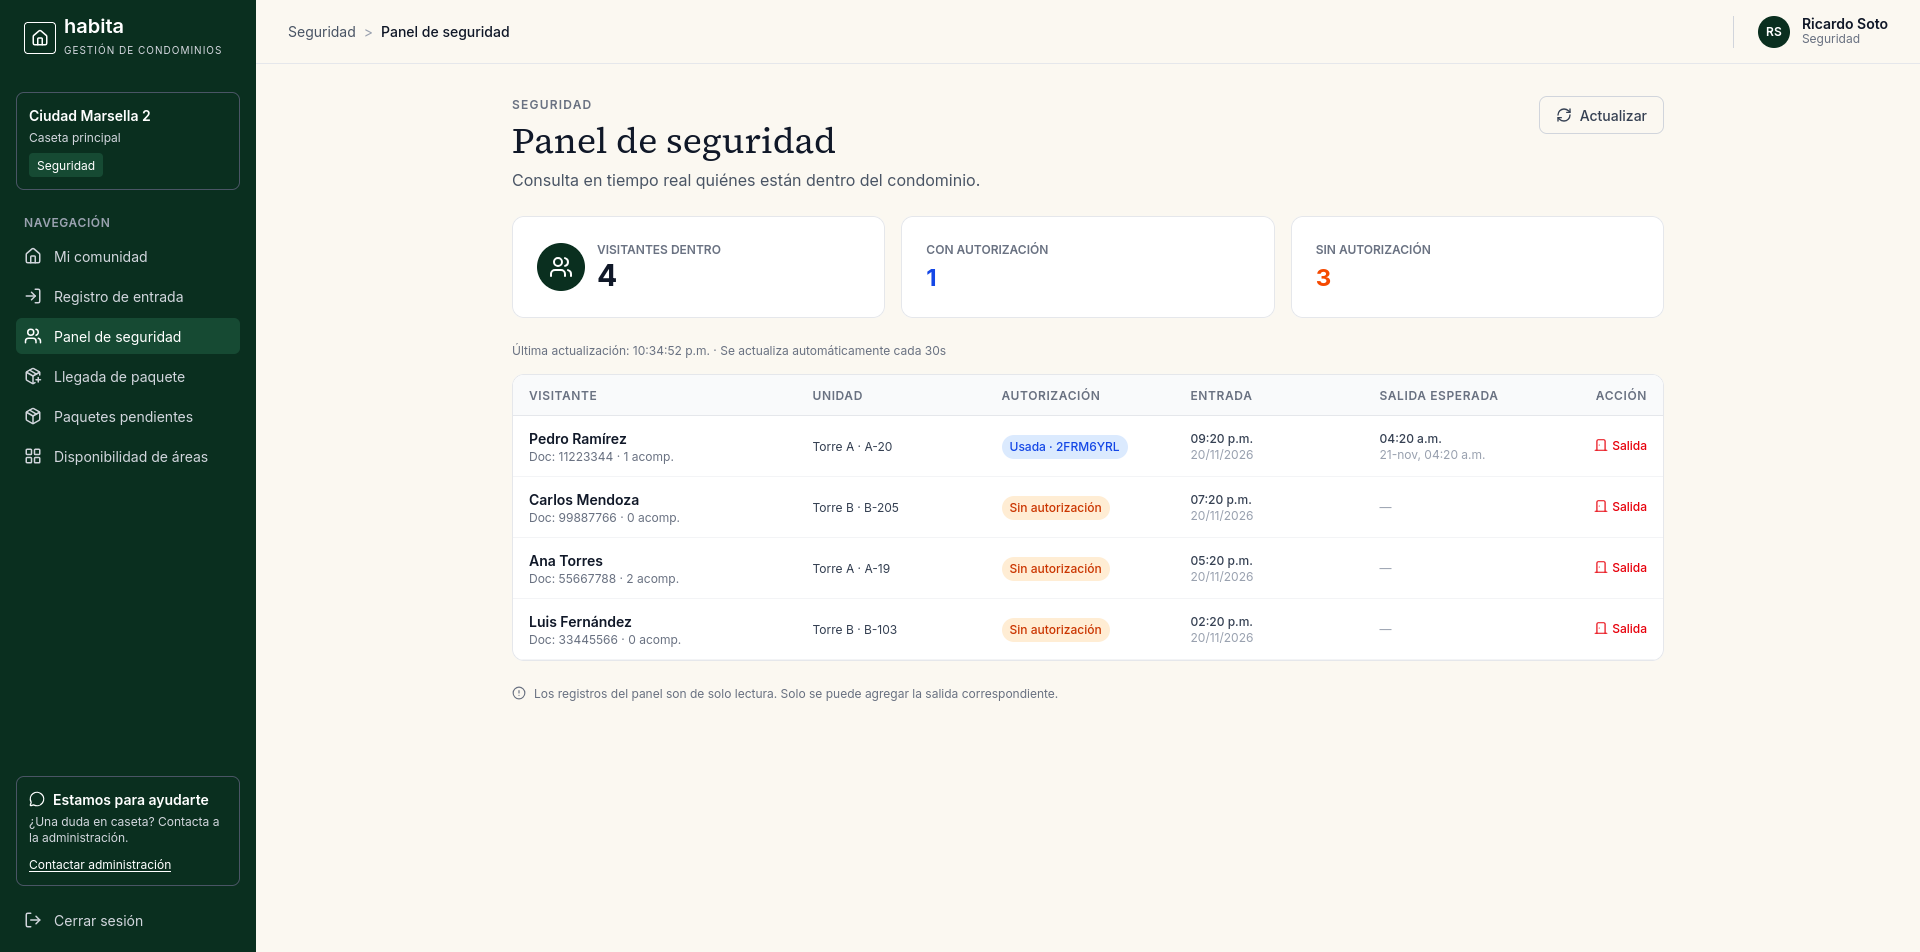 habita
GESTIÓN DE CONDOMINIOS
Ciudad Marsella 2
Caseta principal
Seguridad
NAVEGACIÓN
Mi comunidad
Registro de entrada
Panel de seguridad
Llegada de paquete
Paquetes pendientes
Disponibilidad de áreas
Estamos para ayudarte
¿Una duda en caseta? Contacta a
la administración.
Contactar administración
Cerrar sesión
Seguridad > Panel de seguridad
RS
Ricardo Soto
Seguridad
SEGURIDAD
Panel de seguridad
Consulta en tiempo real quiénes están dentro del condominio.
Actualizar
VISITANTES DENTRO
4
CON AUTORIZACIÓN
1
SIN AUTORIZACIÓN
3
Última actualización: 10:34:52 p.m. · Se actualiza automáticamente cada 30s
VISITANTE UNIDAD AUTORIZACIÓN ENTRADA SALIDA ESPERADA ACCIÓN
Pedro Ramírez
Doc: 11223344 · 1 acomp.
Torre A · A-20
Usada · 2FRM6YRL
09:20 p.m.
20/11/2026
04:20 a.m.
21-nov, 04:20 a.m.
Salida
Carlos Mendoza
Doc: 99887766 · 0 acomp.
Torre B · B-205
Sin autorización
07:20 p.m.
20/11/2026
—
Salida
Ana Torres
Doc: 55667788 · 2 acomp.
Torre A · A-19
Sin autorización
05:20 p.m.
20/11/2026
—
Salida
Luis Fernández
Doc: 33445566 · 0 acomp.
Torre B · B-103
Sin autorización
02:20 p.m.
20/11/2026
—
Salida
Los registros del panel son de solo lectura. Solo se puede agregar la salida correspondiente.